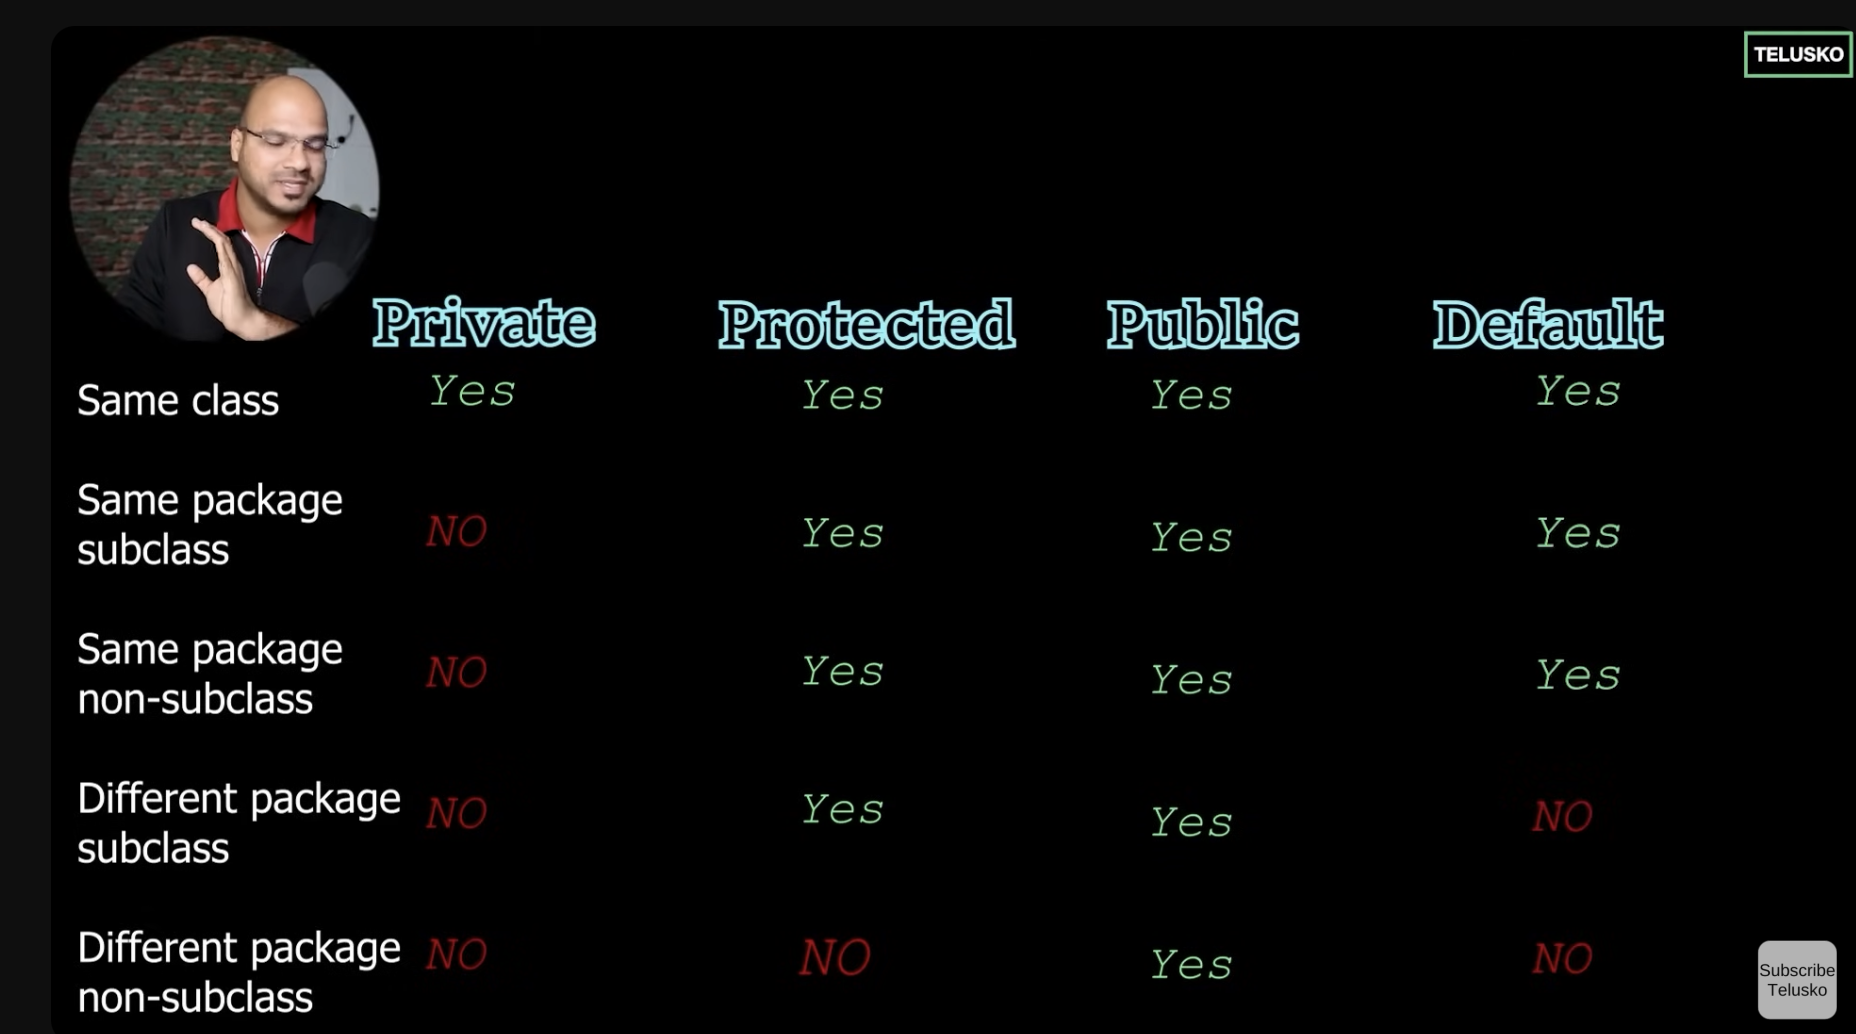 TELUSKO
Private Protected Public Default
Same class Yes Yes Yes Yes
Same package
subclass NO Yes Yes Yes
Same package
non-subclass NO Yes Yes Yes
Different package
subclass NO Yes Yes NO
Different package
non-subclass NO NO Yes NO
Subscribe
Telusko